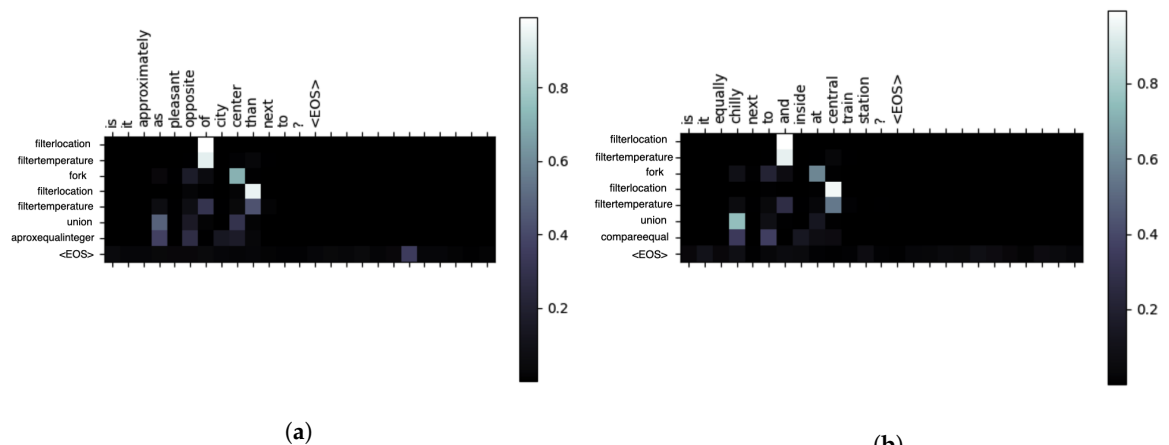 is
it
approximately
as
pleasant
opposite
of
city
center
than
next
to
?
<EOS>
filterlocation
filtertemperature
fork
filterlocation
filtertemperature
union
aproxequalinteger
<EOS>
0.8
0.6
0.4
0.2
(a)
is
it
equally
chilly
next
to
and
inside
at
central
train
station
?
<EOS>
filterlocation
filtertemperature
fork
filterlocation
filtertemperature
union
compareequal
<EOS>
0.8
0.6
0.4
0.2
(b)